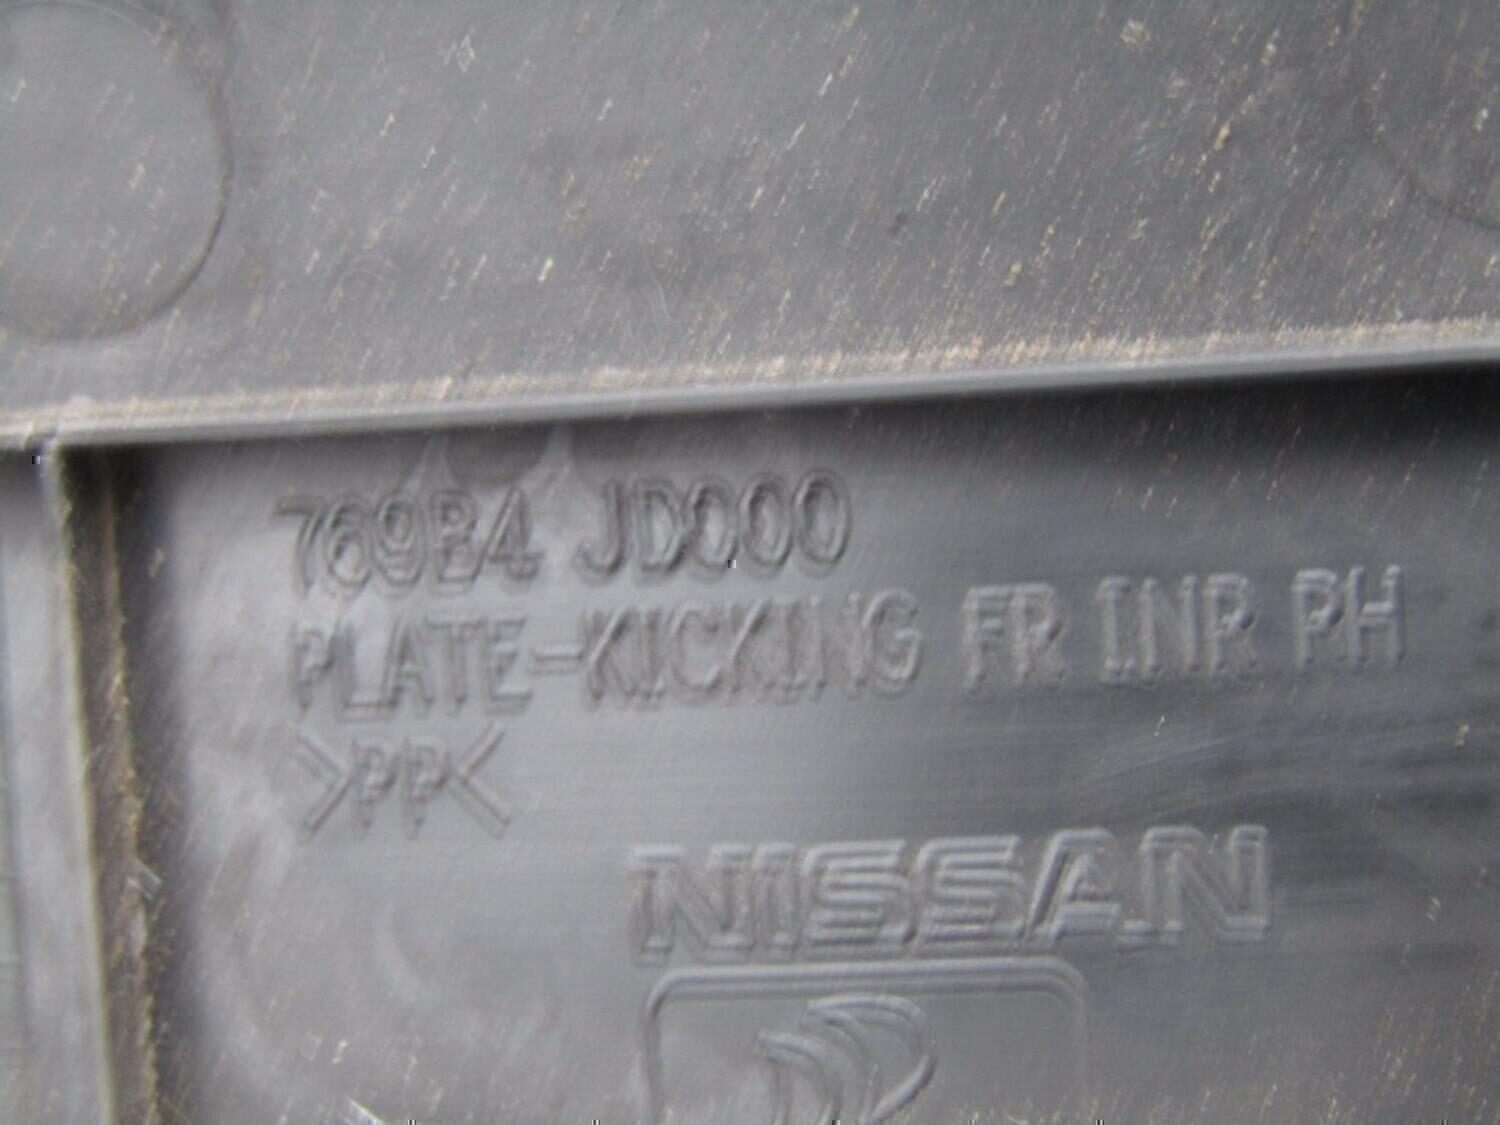 769B4 JD000
PLATE-KICKING FR INR RH
>PP<
NISSAN